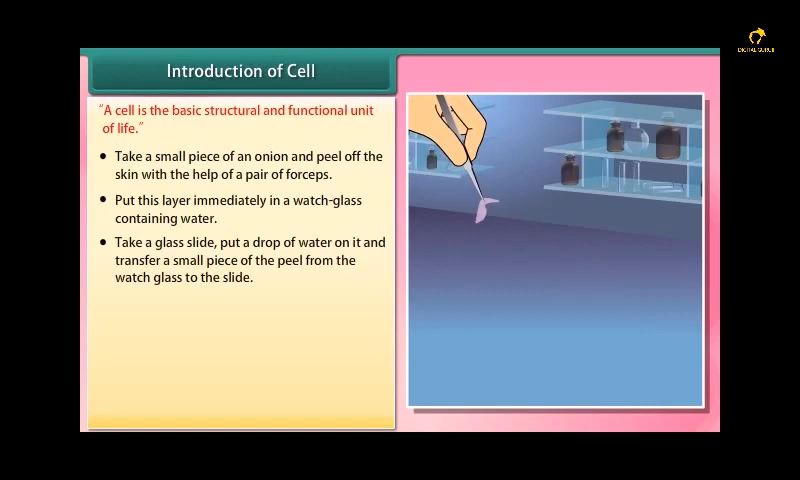 DIGITAL GURUJI
Introduction of Cell
"A cell is the basic structural and functional unit
of life."
• Take a small piece of an onion and peel off the
skin with the help of a pair of forceps.
• Put this layer immediately in a watch-glass
containing water.
• Take a glass slide, put a drop of water on it and
transfer a small piece of the peel from the
watch glass to the slide.